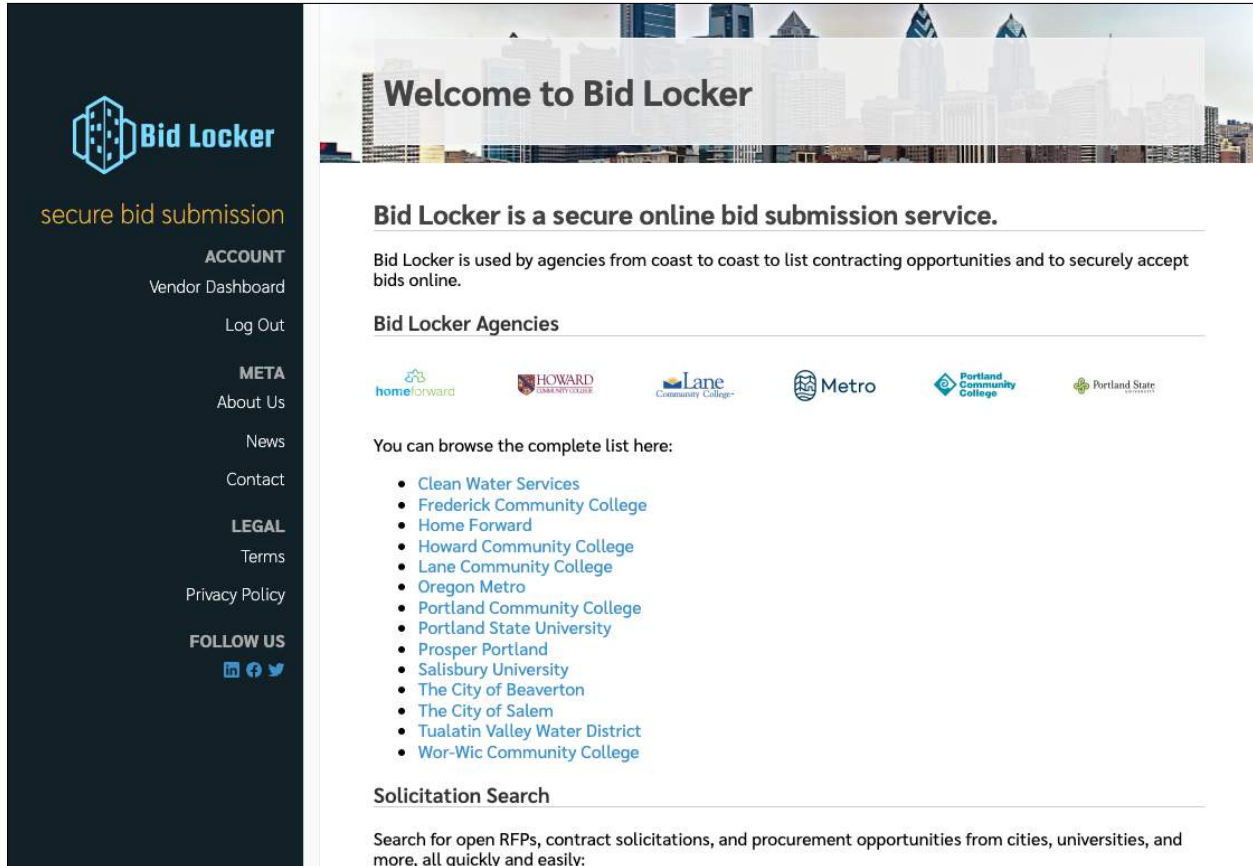 Bid Locker
secure bid submission
ACCOUNT
Vendor Dashboard
Log Out
META
About Us
News
Contact
LEGAL
Terms
Privacy Policy
FOLLOW US
Welcome to Bid Locker
Bid Locker is a secure online bid submission service.
Bid Locker is used by agencies from coast to coast to list contracting opportunities and to securely accept
bids online.
Bid Locker Agencies
homeforward
HOWARD
COMMUNITY COLLEGE
Lane
Community College
Metro
Portland
Community
College
Portland State
UNIVERSITY
You can browse the complete list here:
• Clean Water Services
• Frederick Community College
• Home Forward
• Howard Community College
• Lane Community College
• Oregon Metro
• Portland Community College
• Portland State University
• Prosper Portland
• Salisbury University
• The City of Beaverton
• The City of Salem
• Tualatin Valley Water District
• Wor-Wic Community College
Solicitation Search
Search for open RFPs, contract solicitations, and procurement opportunities from cities, universities, and
more, all quickly and easily: